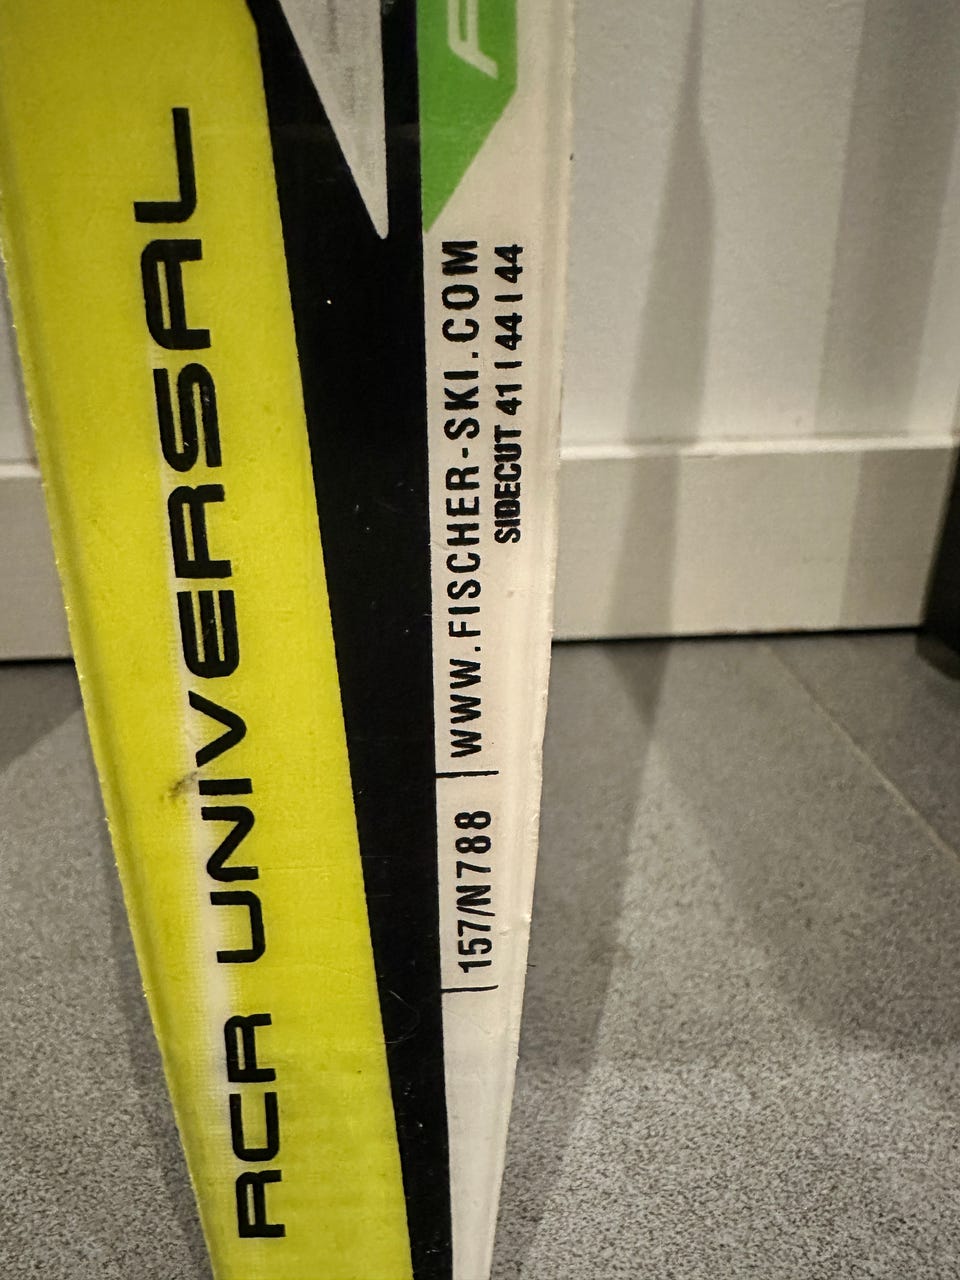 RCR UNIVERSAL
157/N788 | WWW.FISCHER-SKI.COM
SIDECUT 41 | 44 | 44